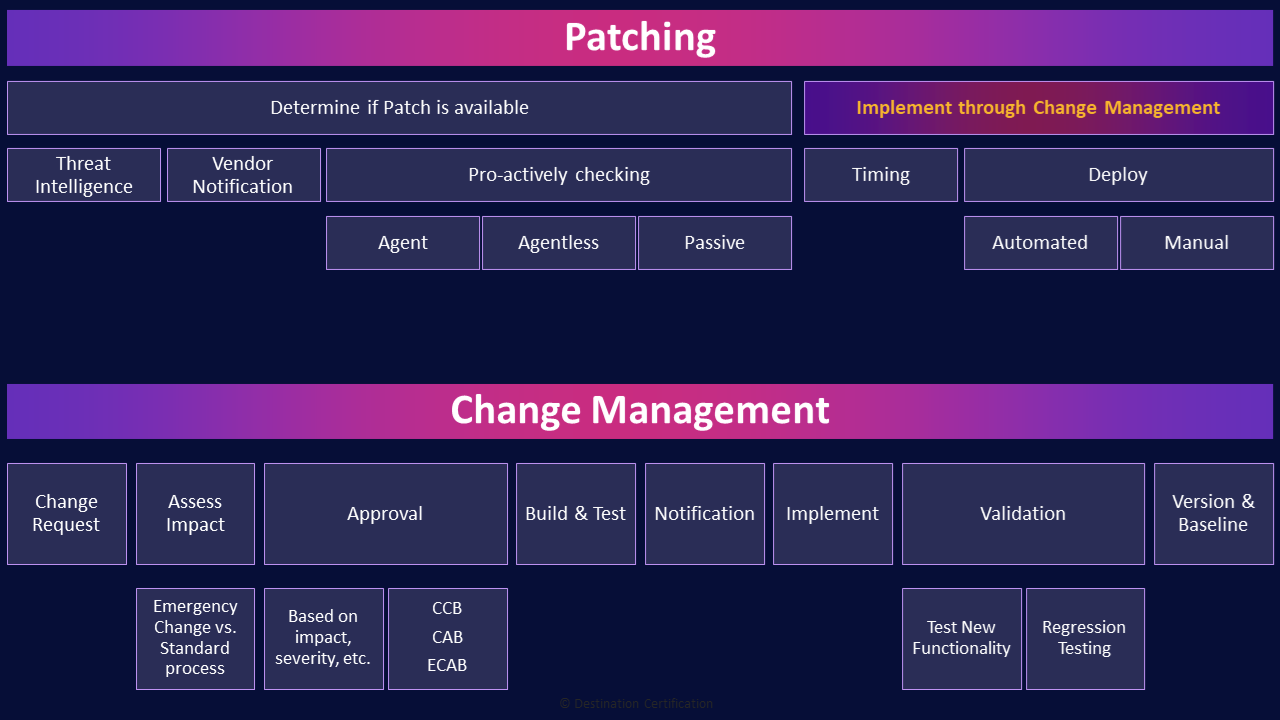 Patching
Determine if Patch is available
Implement through Change Management
Threat
Intelligence
Vendor
Notification
Pro-actively checking
Timing
Deploy
Agent
Agentless
Passive
Automated
Manual
Change Management
Change
Request
Assess
Impact
Approval
Build & Test
Notification
Implement
Validation
Version &
Baseline
Emergency
Change vs.
Standard
process
Based on
impact,
severity, etc.
CCB
CAB
ECAB
Test New
Functionality
Regression
Testing
© Destination Certification